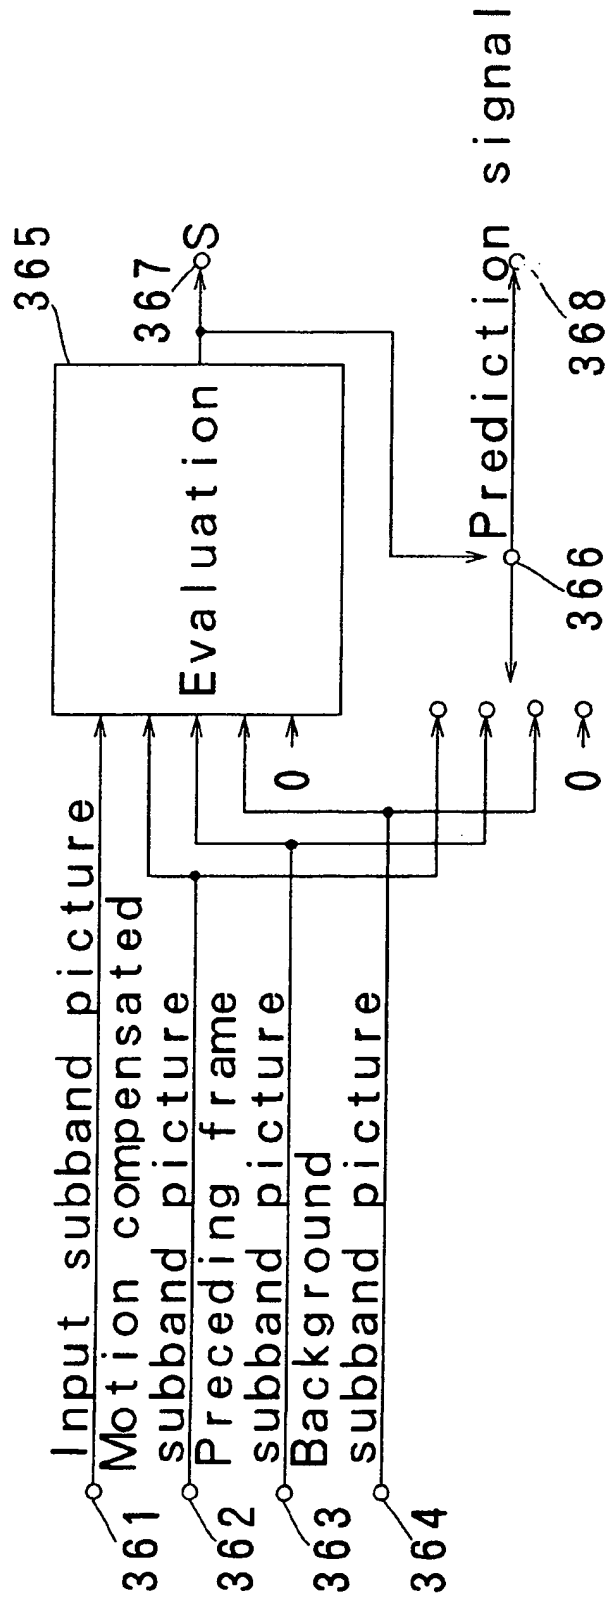 361
Input subband picture
362
Motion compensated
subband picture
363
Preceding frame
subband picture
364
Background
subband picture
0
Evaluation
365
367
S
0
366
Prediction signal
368